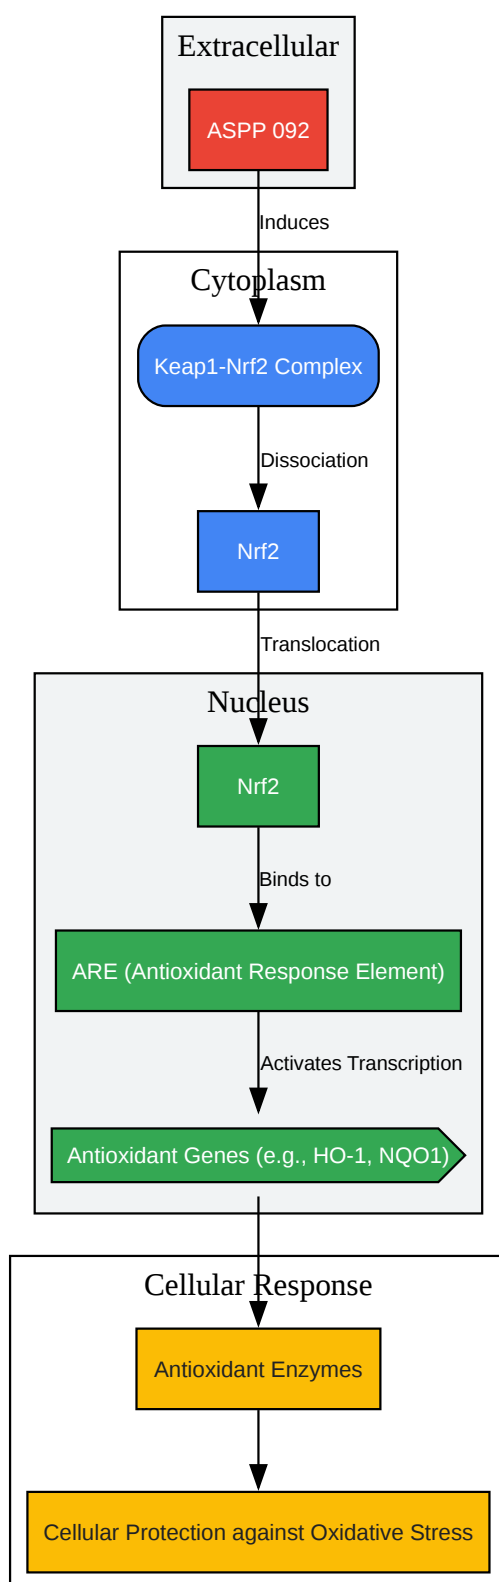 Extracellular
ASPP 092
Induces
Cytoplasm
Keap1-Nrf2 Complex
Dissociation
Nrf2
Translocation
Nucleus
Nrf2
Binds to
ARE (Antioxidant Response Element)
Activates Transcription
Antioxidant Genes (e.g., HO-1, NQO1)
Cellular Response
Antioxidant Enzymes
Cellular Protection against Oxidative Stress